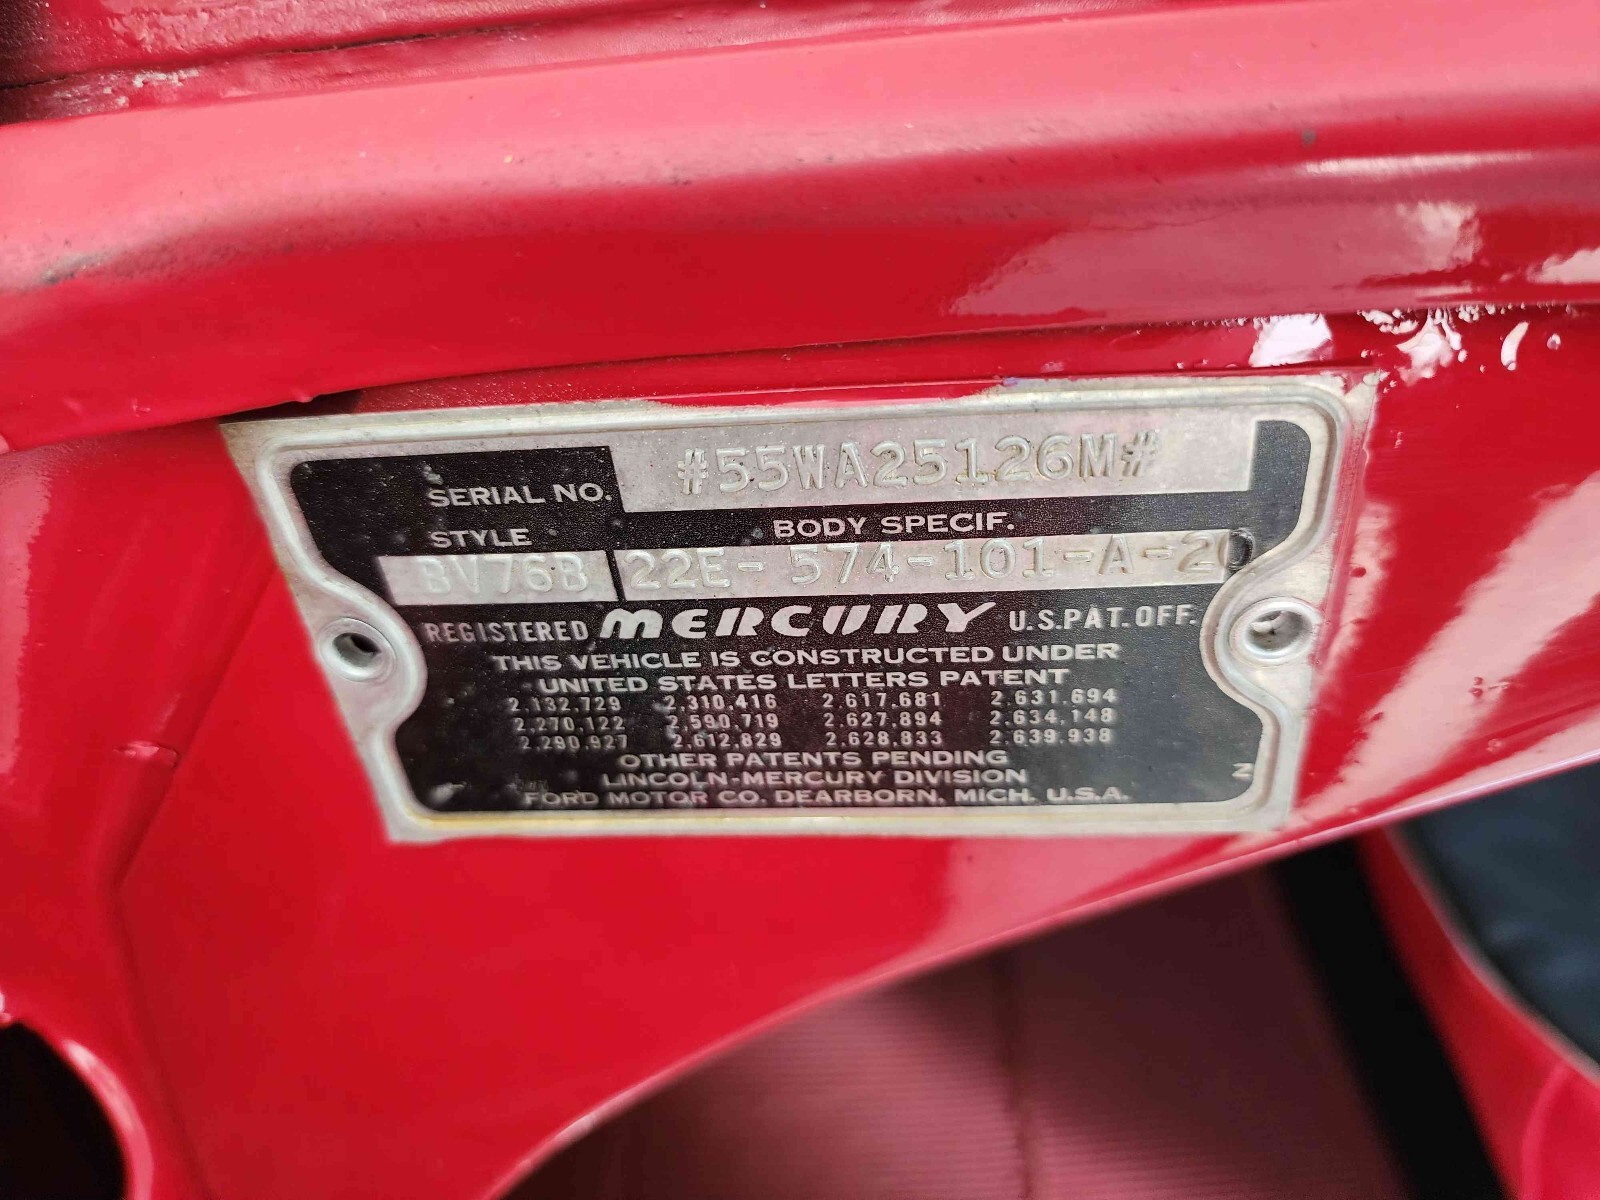 SERIAL NO. #55WA25126M#
STYLE BODY SPECIF.
BV76B 22E- 574-101-A-20
REGISTERED MERCURY U.S.PAT.OFF.
THIS VEHICLE IS CONSTRUCTED UNDER
UNITED STATES LETTERS PATENT
2.132.729 2.310.416 2.617.681 2.631.694
2.270.122 2.590.719 2.627.894 2.634.148
2.290.927 2.612.829 2.628.833 2.639.938
OTHER PATENTS PENDING
LINCOLN-MERCURY DIVISION
FORD MOTOR CO. DEARBORN, MICH. U.S.A.
N